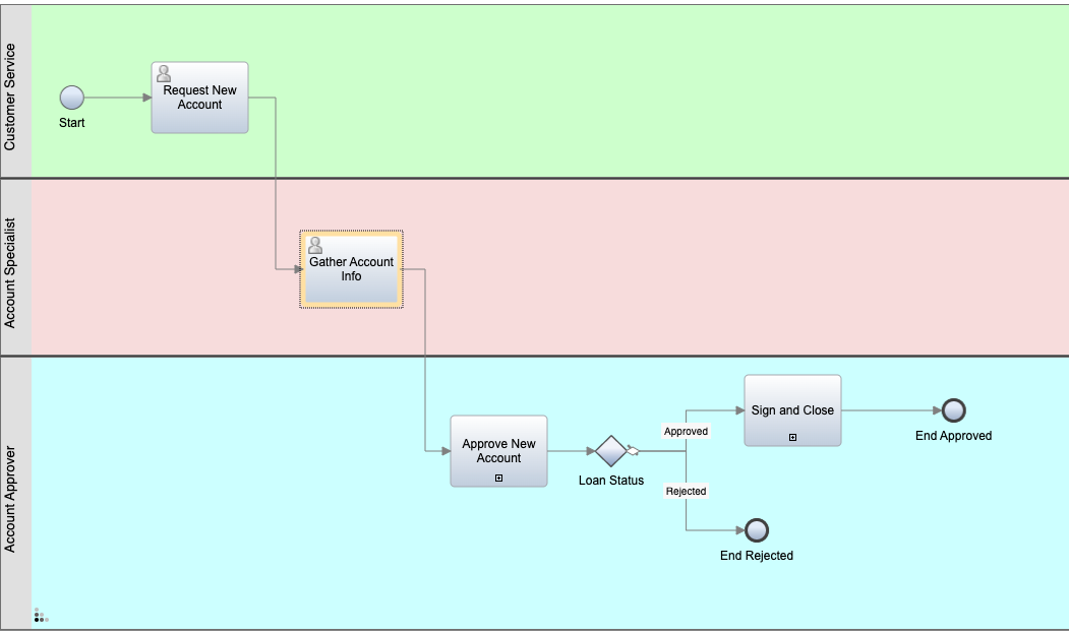 Customer Service
Request New
Account
Start
Account Specialist
Gather Account
Info
Account Approver
Approve New
Account
Loan Status
Approved
Rejected
Sign and Close
End Approved
End Rejected